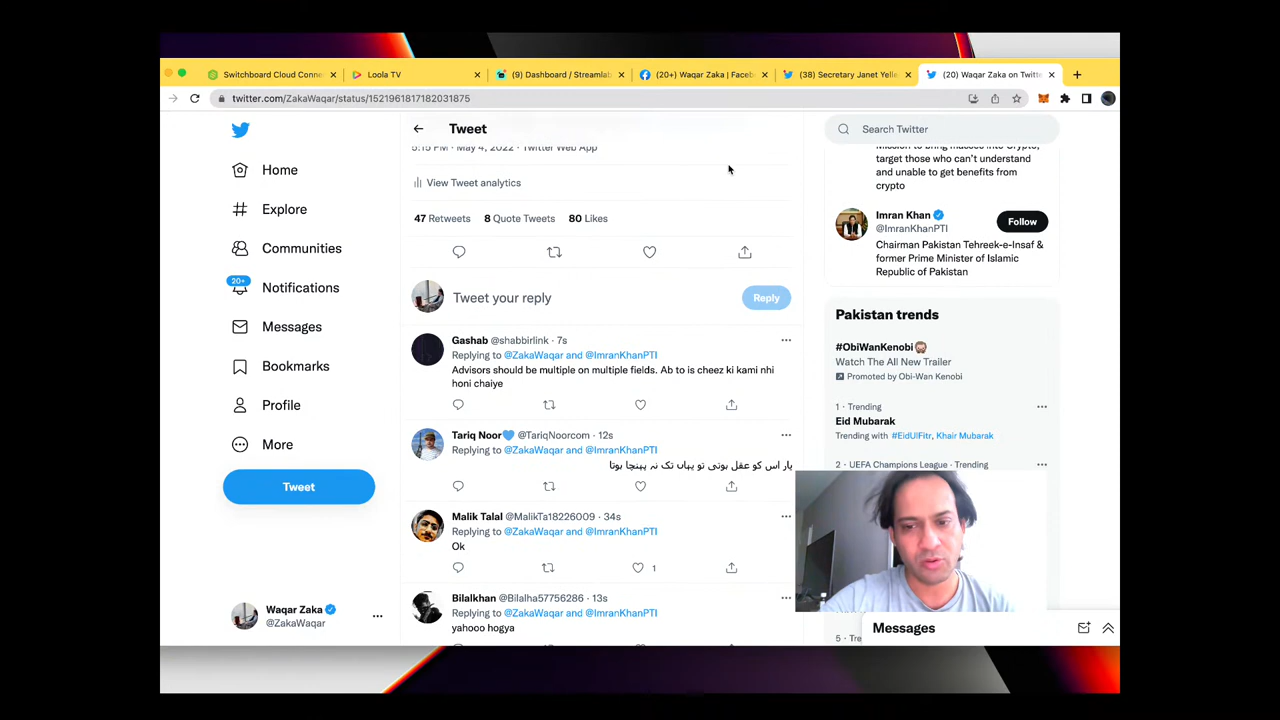 Switchboard Cloud Conne
Loola TV
(9) Dashboard / Streamlab
(20+) Waqar Zaka | Faceb
(38) Secretary Janet Yelle
(20) Waqar Zaka on Twitte
twitter.com/ZakaWaqar/status/1521961817182031875
Home
Explore
Communities
20+
Notifications
Messages
Bookmarks
Profile
More
Tweet
Waqar Zaka
@ZakaWaqar
Tweet
5:15 PM · May 4, 2022 · Twitter Web App
View Tweet analytics
47 Retweets 8 Quote Tweets 80 Likes
Tweet your reply
Reply
Gashab @shabbirlink · 7s
Replying to @ZakaWaqar and @ImranKhanPTI
Advisors should be multiple on multiple fields. Ab to is cheez ki kami nhi
honi chaiye
Tariq Noor💙 @TariqNoorcom · 12s
Replying to @ZakaWaqar and @ImranKhanPTI
یار اس کو عقل ہوتی تو یہاں تک نہ پہنچا ہوتا
Malik Talal @MalikTa18226009 · 34s
Replying to @ZakaWaqar and @ImranKhanPTI
Ok
1
Bilalkhan @Bilalha57756286 · 13s
Replying to @ZakaWaqar and @ImranKhanPTI
yahoco hogya
Search Twitter
Mission to bring masses into Crypto,
target those who can't understand
and unable to get benefits from
crypto
Imran Khan
@ImranKhanPTI
Follow
Chairman Pakistan Tehreek-e-Insaf &
former Prime Minister of Islamic
Republic of Pakistan
Pakistan trends
#ObiWanKenobi
Watch The All New Trailer
Promoted by Obi-Wan Kenobi
1 · Trending
Eid Mubarak
Trending with #EidUlFitr, Khair Mubarak
2 · UEFA Champions League · Trending
Messages
5 · Tre